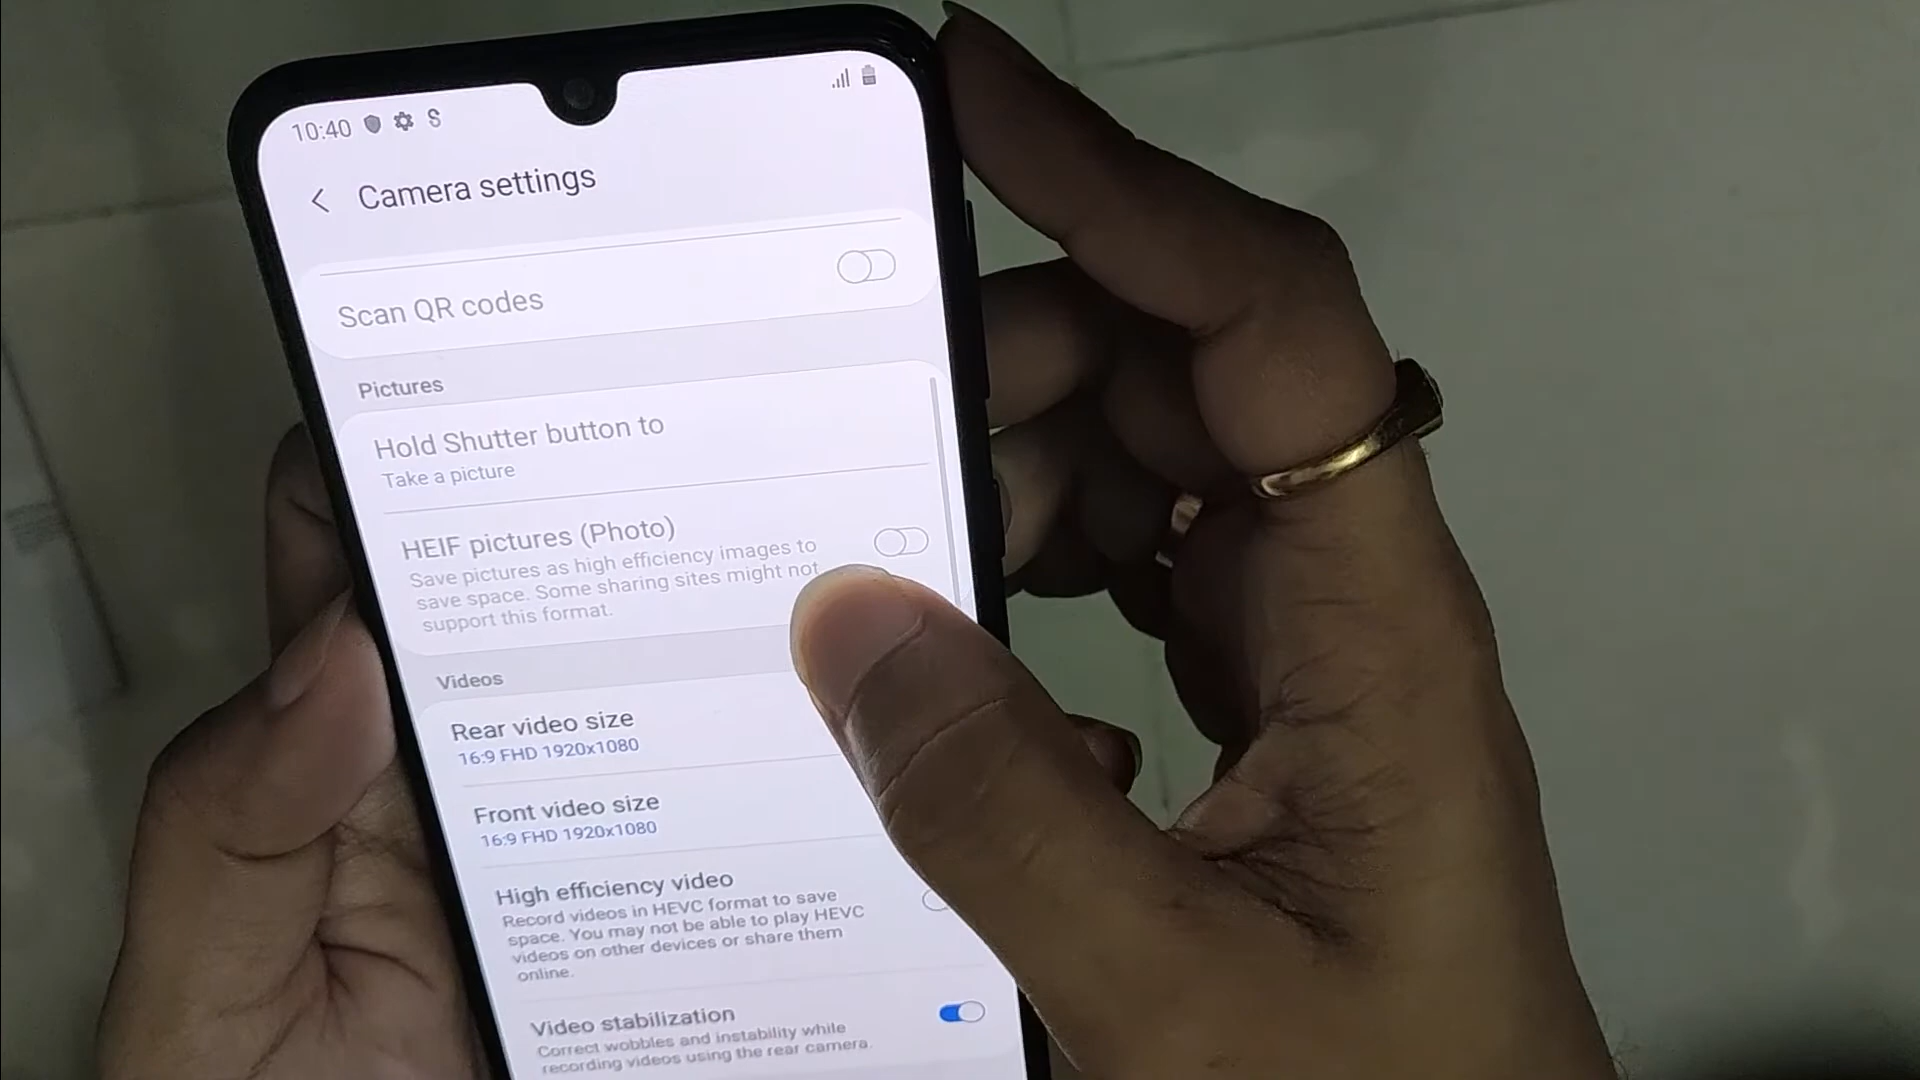 10:40 S
Camera settings
Scan QR codes
Pictures
Hold Shutter button to
Take a picture
HEIF pictures (Photo)
Save pictures as high efficiency images to
save space. Some sharing sites might not
support this format.
Videos
Rear video size
16:9 FHD 1920x1080
Front video size
16:9 FHD 1920x1080
High efficiency video
Record videos in HEVC format to save
space. You may not be able to play HEVC
videos on other devices or share them
online.
Video stabilization
Correct wobbles and instability while
recording videos using the rear camera.